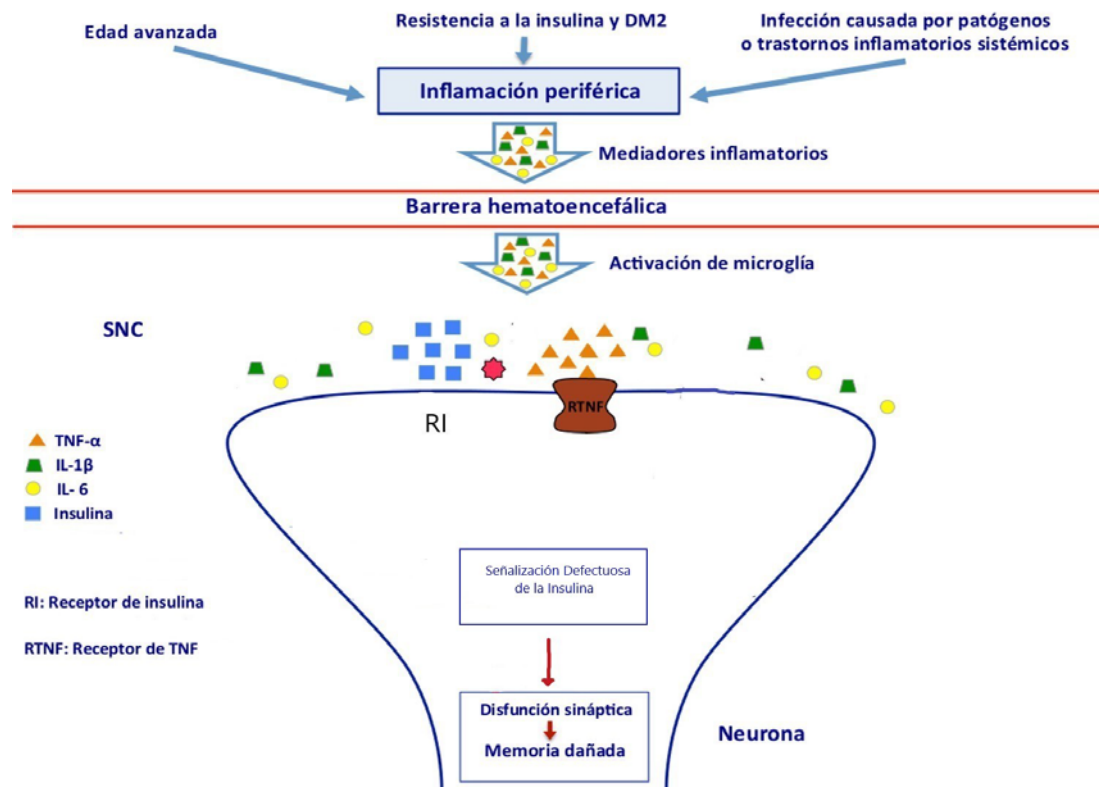 Edad avanzada
Resistencia a la insulina y DM2
Infección causada por patógenos
o trastornos inflamatorios sistémicos
Inflamación periférica
Mediadores inflamatorios
Barrera hematoencefálica
Activación de microglía
SNC
RTNF
RI
TNF-α
IL-1β
IL- 6
Insulina
RI: Receptor de insulina
RTNF: Receptor de TNF
Señalización Defectuosa
de la Insulina
Disfunción sináptica
Memoria dañada
Neurona